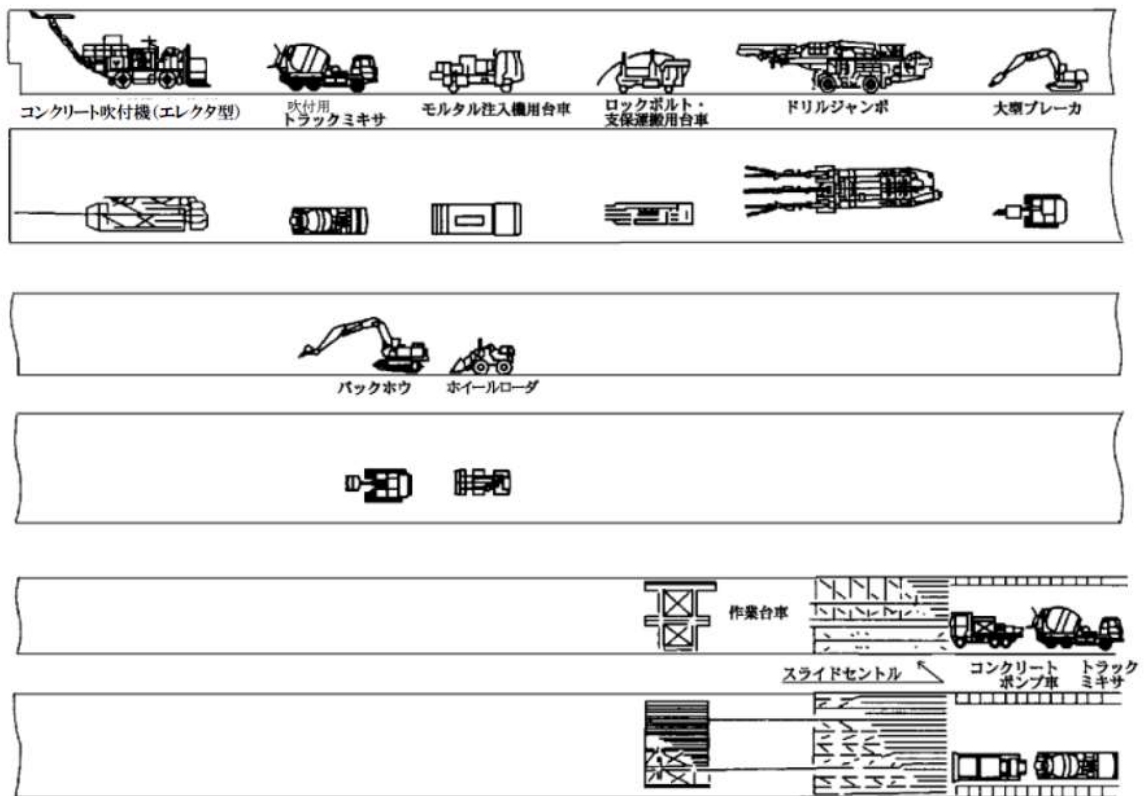 コンクリート吹付機(エレクタ型)
吹付用
トラックミキサ
モルタル注入機用台車
ロックボルト・
支保運搬用台車
ドリルジャンボ
大型ブレーカ
バックホウ
ホイールローダ
作業台車
スライドセントル
コンクリート
ポンプ車
トラック
ミキサ